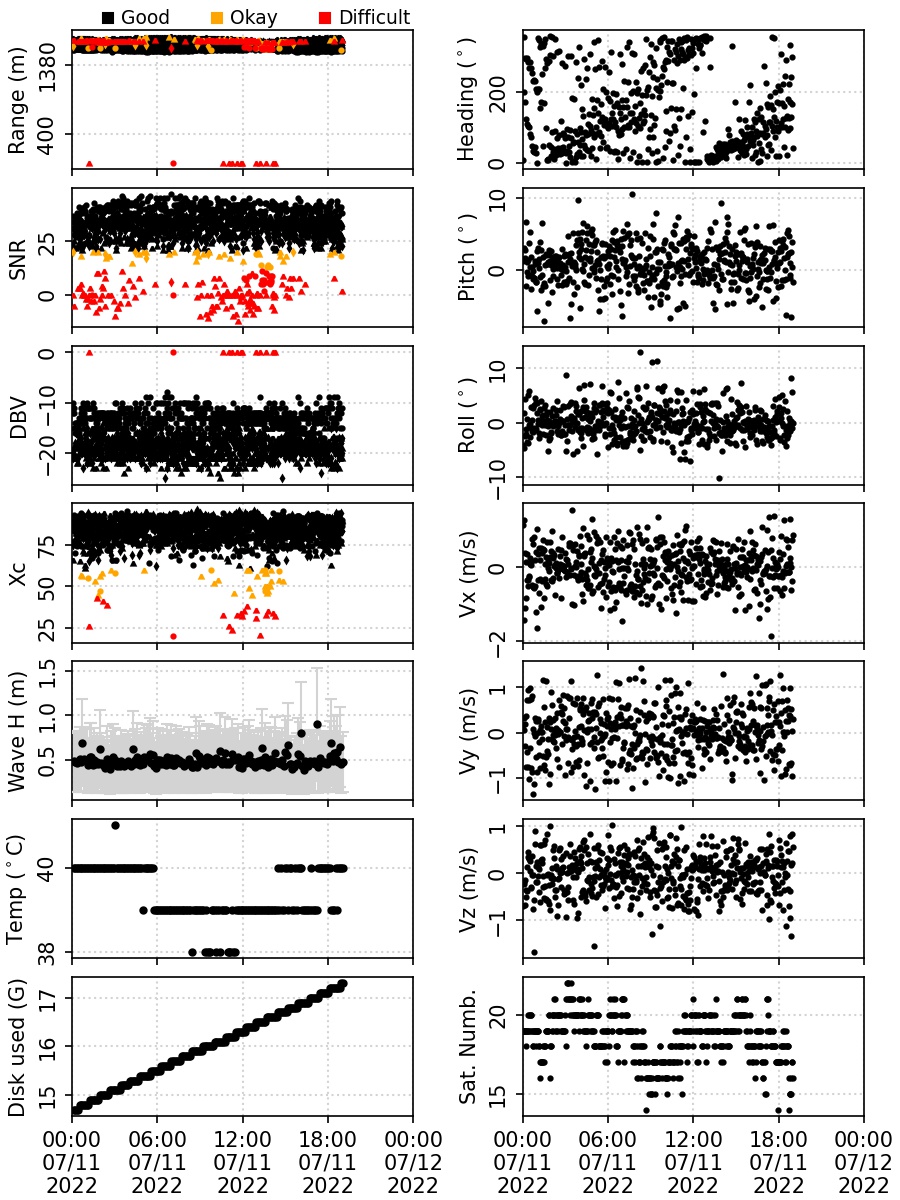 Good Okay Difficult
Range (m)
1380
400
Heading (°)
200
0
SNR
25
0
Pitch (°)
10
0
DBV
0
−10
−20
Roll (°)
10
0
−10
Xc
75
50
25
Vx (m/s)
0
−2
Wave H (m)
1.5
1.0
0.5
Vy (m/s)
1
0
−1
Temp (°C)
40
38
Vz (m/s)
1
0
−1
Disk used (G)
17
16
15
Sat. Numb.
20
15
00:00 06:00 12:00 18:00 00:00
07/11 07/11 07/11 07/11 07/12
2022 2022 2022 2022 2022
00:00 06:00 12:00 18:00 00:00
07/11 07/11 07/11 07/11 07/12
2022 2022 2022 2022 2022